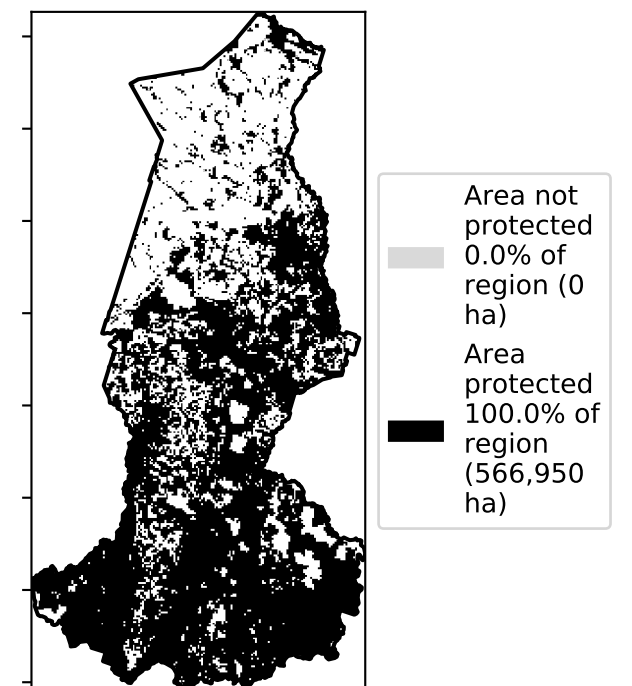 Area not
protected
0.0% of
region (0
ha)
Area
protected
100.0% of
region
(566,950
ha)